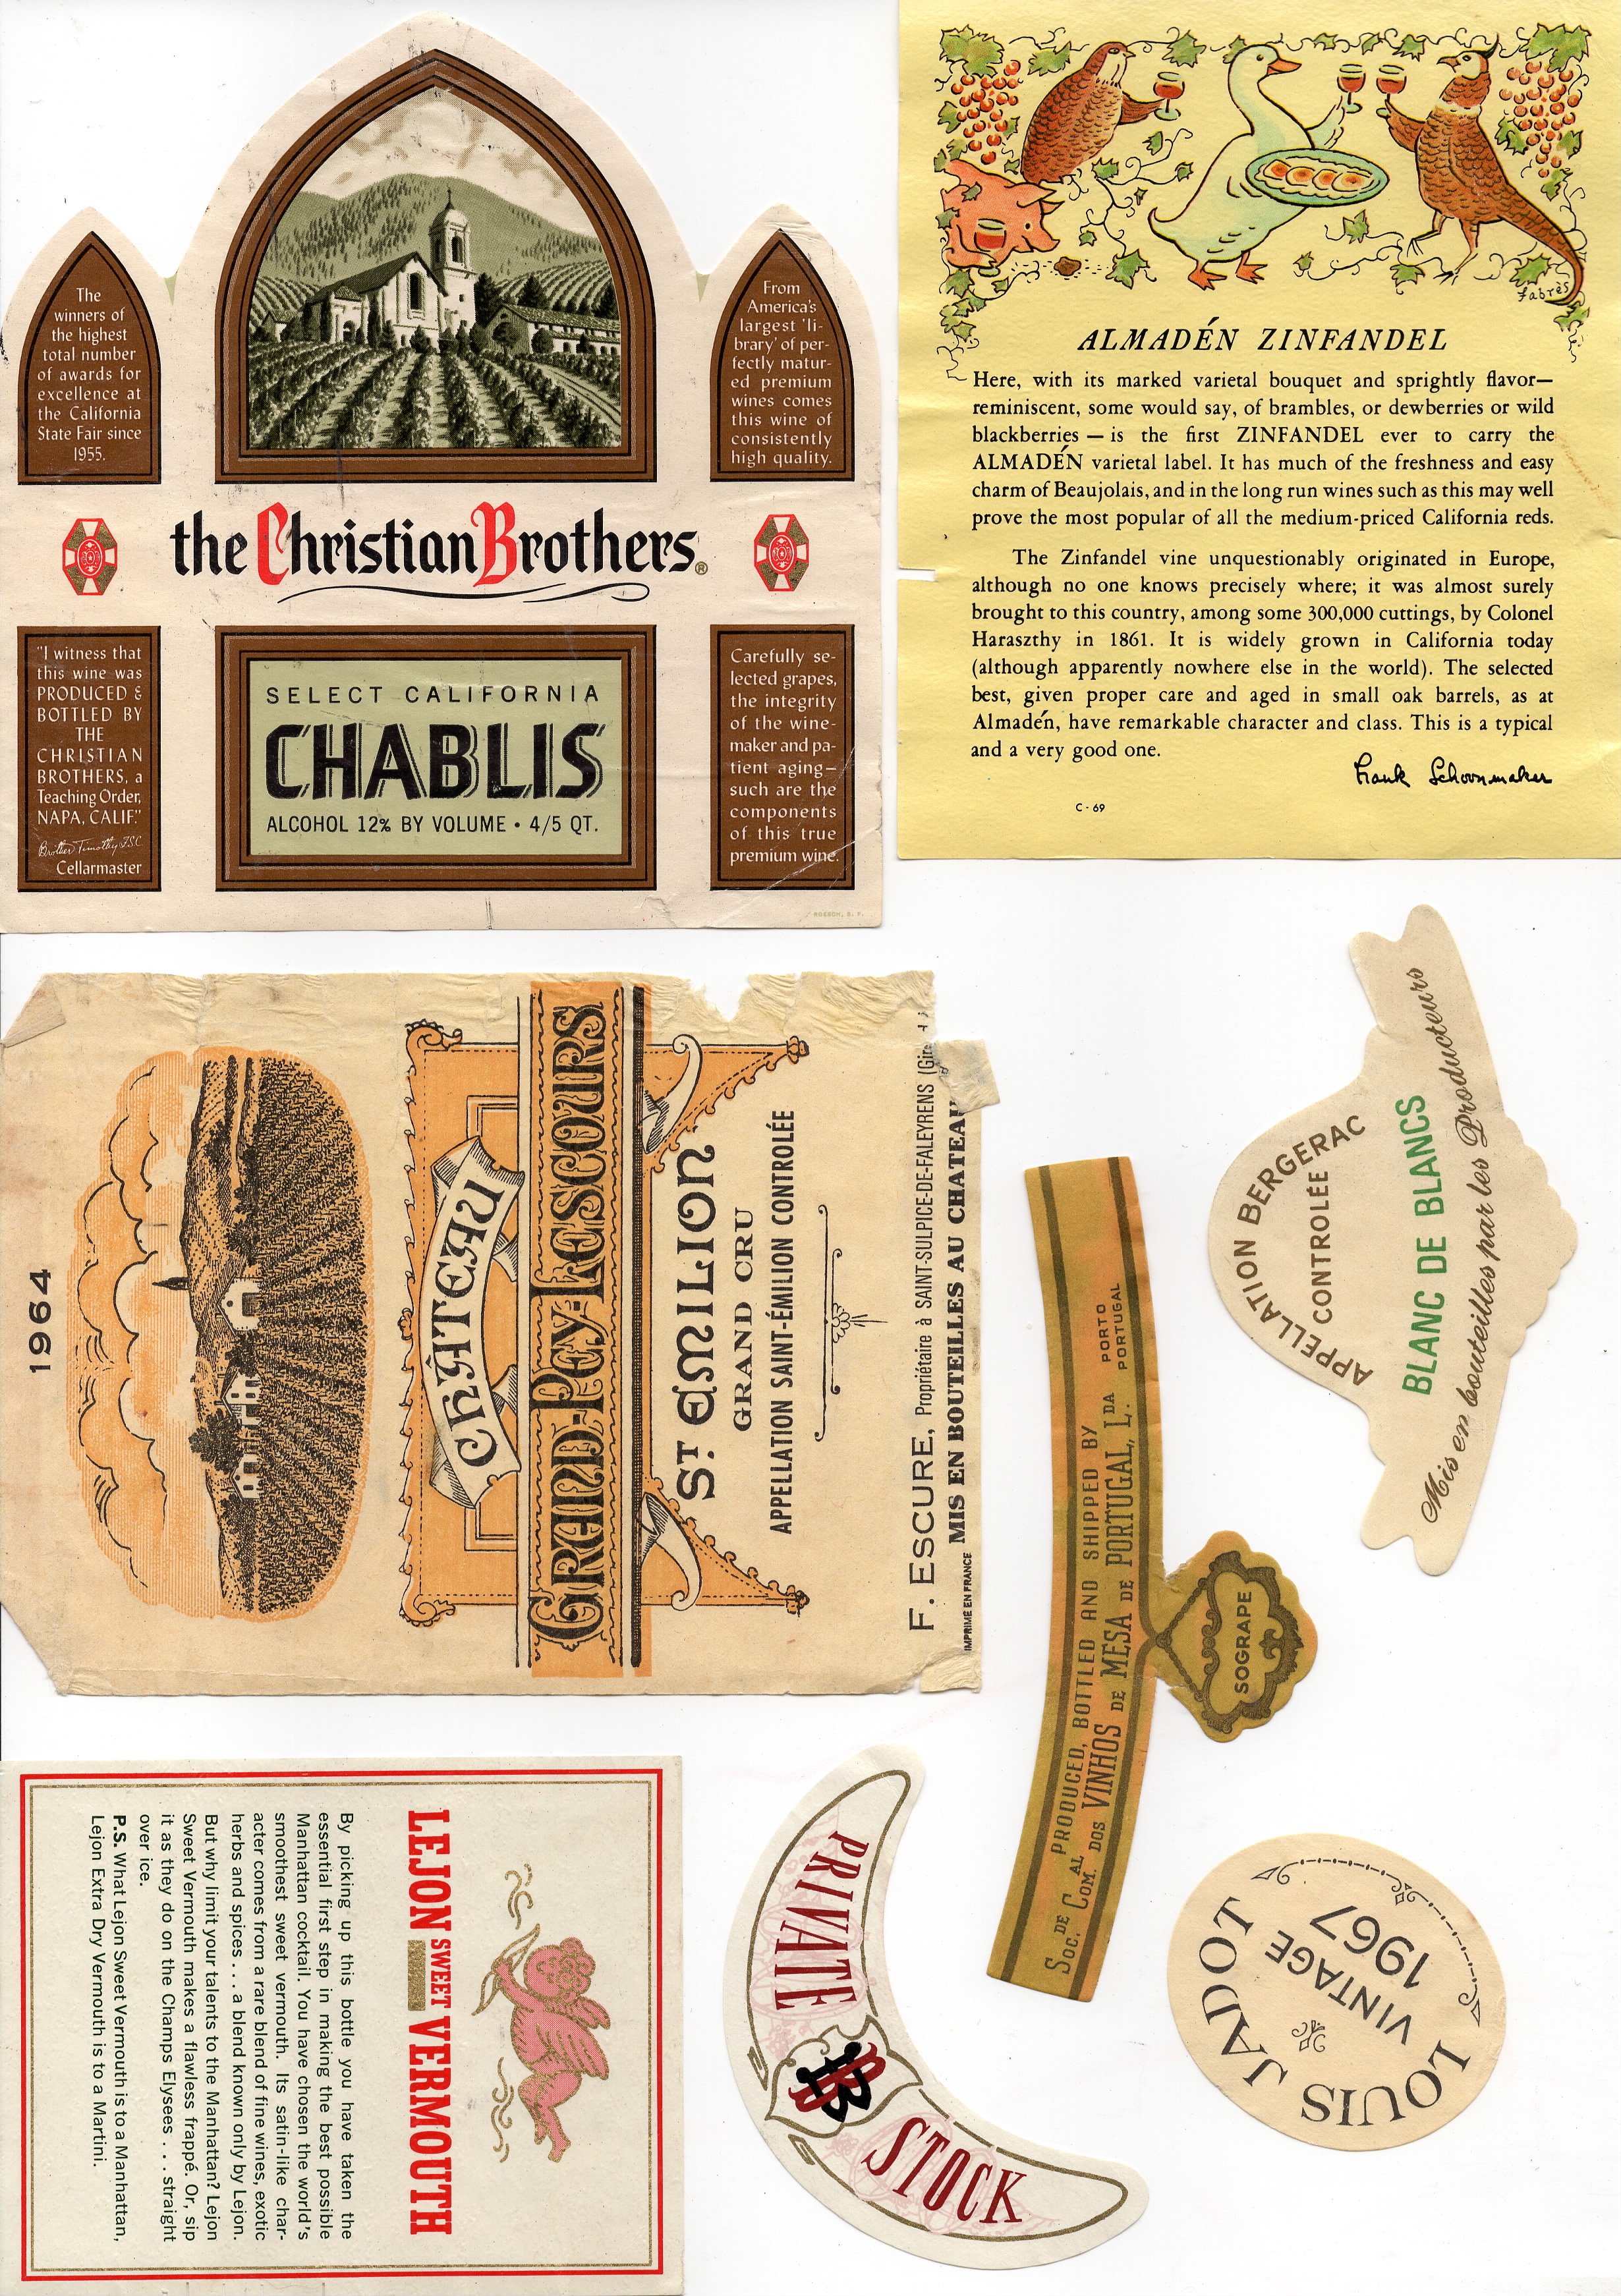 The
winners of
the highest
total number
of awards for
excellence at
the California
State Fair since
1955.
From
America's
largest 'li-
brary' of per-
fectly matur-
ed premium
wines comes
this wine of
consistently
high quality.
the Christian Brothers®
"I witness that
this wine was
PRODUCED &
BOTTLED BY
THE
CHRISTIAN
BROTHERS, a
Teaching Order,
NAPA, CALIF."
Brother Timothy F.S.C.
Cellarmaster
SELECT CALIFORNIA
CHABLIS
ALCOHOL 12% BY VOLUME • 4/5 QT.
Carefully se-
lected grapes,
the integrity
of the wine-
maker and pa-
tient aging—
such are the
components
of this true
premium wine.
ROESCH, S. F.
Fabrès
ALMADÉN ZINFANDEL
Here, with its marked varietal bouquet and sprightly flavor—
reminiscent, some would say, of brambles, or dewberries or wild
blackberries — is the first ZINFANDEL ever to carry the
ALMADÉN varietal label. It has much of the freshness and easy
charm of Beaujolais, and in the long run wines such as this may well
prove the most popular of all the medium-priced California reds.
The Zinfandel vine unquestionably originated in Europe,
although no one knows precisely where; it was almost surely
brought to this country, among some 300,000 cuttings, by Colonel
Haraszthy in 1861. It is widely grown in California today
(although apparently nowhere else in the world). The selected
best, given proper care and aged in small oak barrels, as at
Almadén, have remarkable character and class. This is a typical
and a very good one.
Frank Schoonmaker
C - 69
1964
CHÂTEAU
GRAND-PEY-LESCOURS
ST EMILION
GRAND CRU
APPELLATION SAINT-ÉMILION CONTROLÉE
F. ESCURE, Propriétaire à SAINT-SULPICE-DE-FALEYRENS (Gir
MIS EN BOUTEILLES AU CHATEAU
IMPRIMÉ EN FRANCE
APPELLATION BERGERAC
CONTROLÉE
BLANC DE BLANCS
Mis en bouteilles par les Producteurs
PRODUCED, BOTTLED AND SHIPPED BY
SOC. DE COM. AL DOS VINHOS DE MESA DE PORTUGAL, LDA.
PORTO
PORTUGAL
SOGRAPE
LEJON SWEET VERMOUTH
By picking up this bottle you have taken the
essential first step in making the best possible
Manhattan cocktail. You have chosen the world's
smoothest sweet vermouth. Its satin-like char-
acter comes from a rare blend of fine wines, exotic
herbs and spices . . . a blend known only by Lejon.
But why limit your talents to the Manhattan? Lejon
Sweet Vermouth makes a flawless frappé. Or, sip
it as they do on the Champs Elysees . . . straight
over ice.
P.S. What Lejon Sweet Vermouth is to a Manhattan,
Lejon Extra Dry Vermouth is to a Martini.
PRIVATE
B
STOCK
LOUIS JADOT
VINTAGE
1967